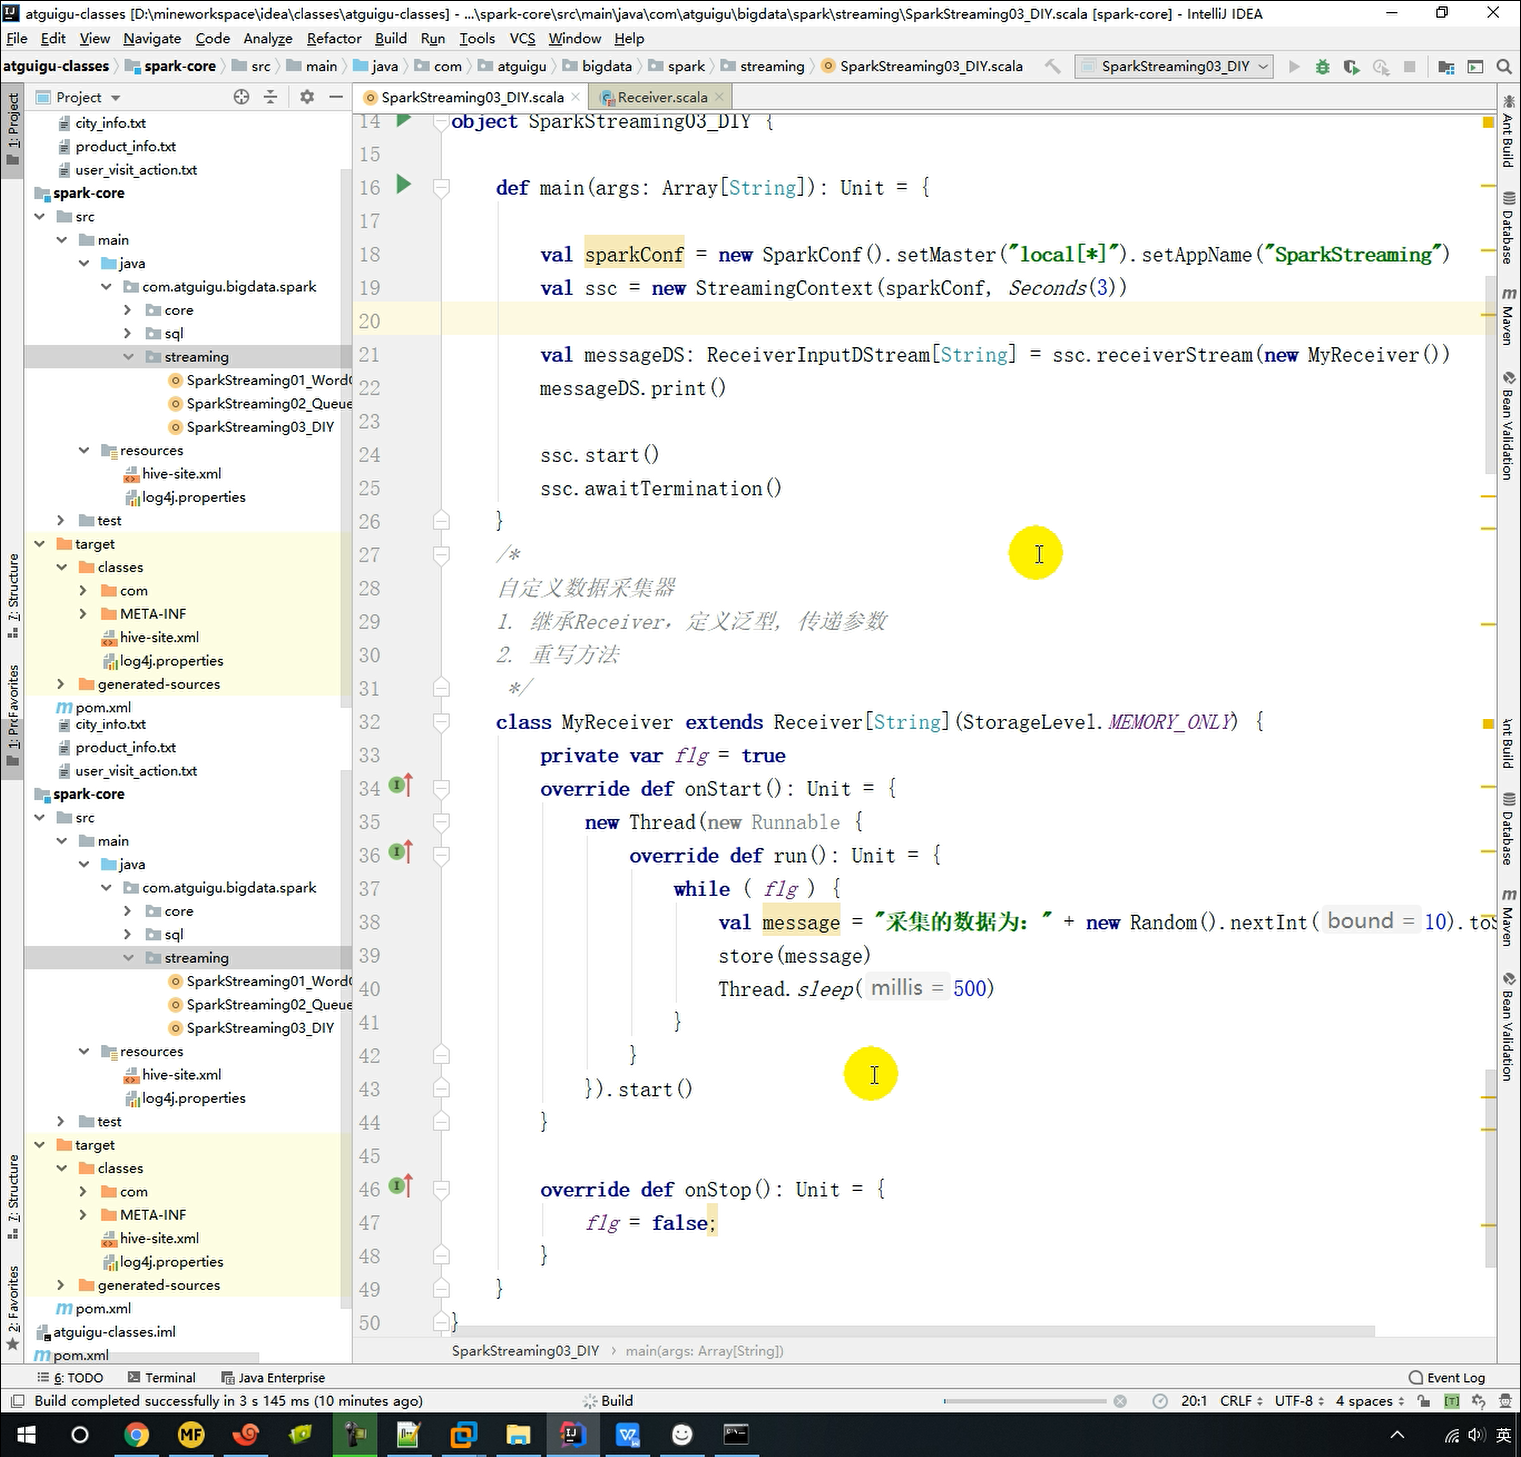 atguigu-classes [D:\mineworkspace\idea\classes\atguigu-classes] - ...\spark-core\src\main\java\com\atguigu\bigdata\spark\streaming\SparkStreaming03_DIY.scala [spark-core] - IntelliJ IDEA
File Edit View Navigate Code Analyze Refactor Build Run Tools VCS Window Help
atguigu-classes spark-core src main java com atguigu bigdata spark streaming SparkStreaming03_DIY.scala SparkStreaming03_DIY
Project SparkStreaming03_DIY.scala Receiver.scala
city_info.txt
product_info.txt
user_visit_action.txt
spark-core
src
main
java
com.atguigu.bigdata.spark
core
sql
streaming
SparkStreaming01_Word
SparkStreaming02_Queue
SparkStreaming03_DIY
resources
hive-site.xml
log4j.properties
test
target
classes
com
META-INF
hive-site.xml
log4j.properties
generated-sources
pom.xml
city_info.txt
product_info.txt
user_visit_action.txt
spark-core
src
main
java
com.atguigu.bigdata.spark
core
sql
streaming
SparkStreaming01_Word
SparkStreaming02_Queue
SparkStreaming03_DIY
resources
hive-site.xml
log4j.properties
test
target
classes
com
META-INF
hive-site.xml
log4j.properties
generated-sources
pom.xml
atguigu-classes.iml
pom.xml
1: Project
7: Structure
Favorites
7: Structure
2: Favorites
14 object SparkStreaming03_DIY {
15
16 def main(args: Array[String]): Unit = {
17
18 val sparkConf = new SparkConf().setMaster("local[*]").setAppName("SparkStreaming")
19 val ssc = new StreamingContext(sparkConf, Seconds(3))
20
21 val messageDS: ReceiverInputDStream[String] = ssc.receiverStream(new MyReceiver())
22 messageDS.print()
23
24 ssc.start()
25 ssc.awaitTermination()
26 }
27 /*
28 自定义数据采集器
29 1. 继承Receiver，定义泛型, 传递参数
30 2. 重写方法
31 */
32 class MyReceiver extends Receiver[String](StorageLevel.MEMORY_ONLY) {
33 private var flg = true
34 override def onStart(): Unit = {
35 new Thread(new Runnable {
36 override def run(): Unit = {
37 while ( flg ) {
38 val message = "采集的数据为：" + new Random().nextInt( bound = 10).toS
39 store(message)
40 Thread.sleep( millis = 500)
41 }
42 }
43 }).start()
44 }
45
46 override def onStop(): Unit = {
47 flg = false;
48 }
49 }
50 }
SparkStreaming03_DIY main(args: Array[String])
Ant Build
Database
Maven
Bean Validation
Ant Build
Database
Maven
Bean Validation
6: TODO Terminal Java Enterprise Event Log
Build completed successfully in 3 s 145 ms (10 minutes ago) Build 20:1 CRLF UTF-8 4 spaces
英